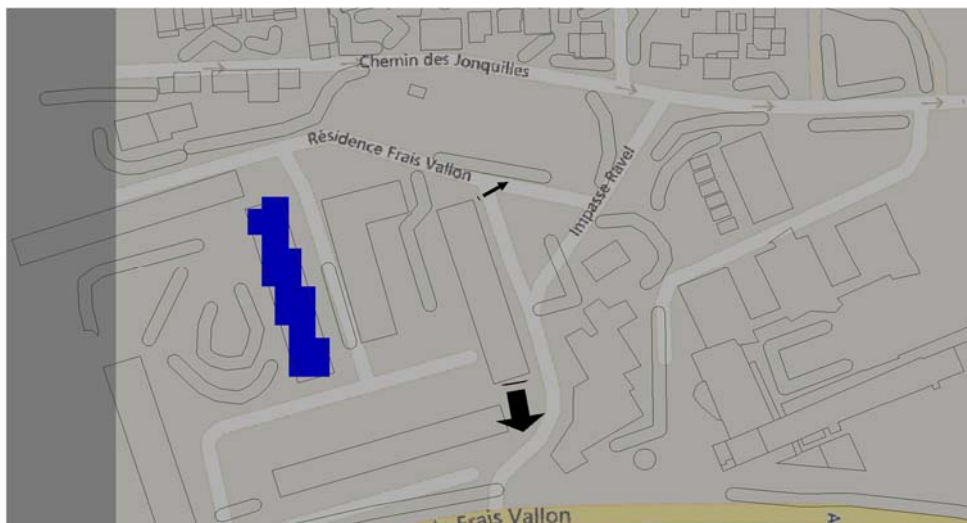 Chemin des Jonquilles
Résidence Frais Vallon
Impasse Ravel
Frais Vallon
A